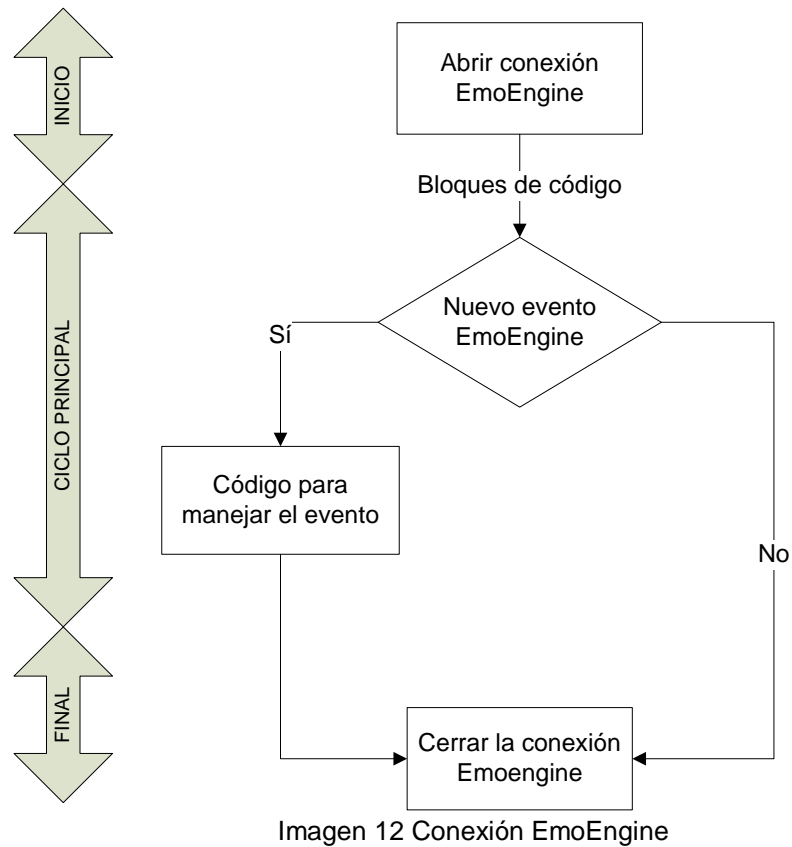 INICIO
Abrir conexión
EmoEngine
Bloques de código
CICLO PRINCIPAL
Nuevo evento
EmoEngine
Sí
Código para
manejar el evento
No
FINAL
Cerrar la conexión
Emoengine
Imagen 12 Conexión EmoEngine